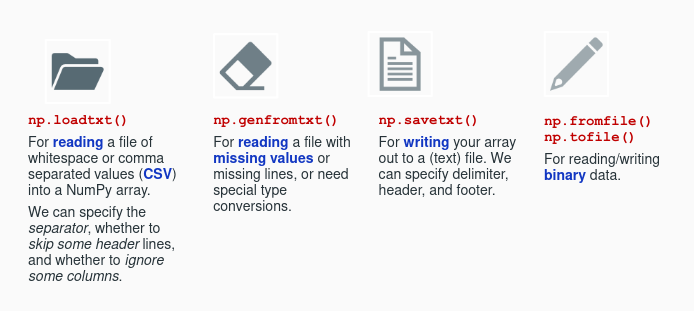 np.loadtxt()
For reading a file of
whitespace or comma
separated values (CSV)
into a NumPy array.
We can specify the
separator, whether to
skip some header lines,
and whether to ignore
some columns.
np.genfromtxt()
For reading a file with
missing values or
missing lines, or need
special type
conversions.
np.savetxt()
For writing your array
out to a (text) file. We
can specify delimiter,
header, and footer.
np.fromfile()
np.tofile()
For reading/writing
binary data.